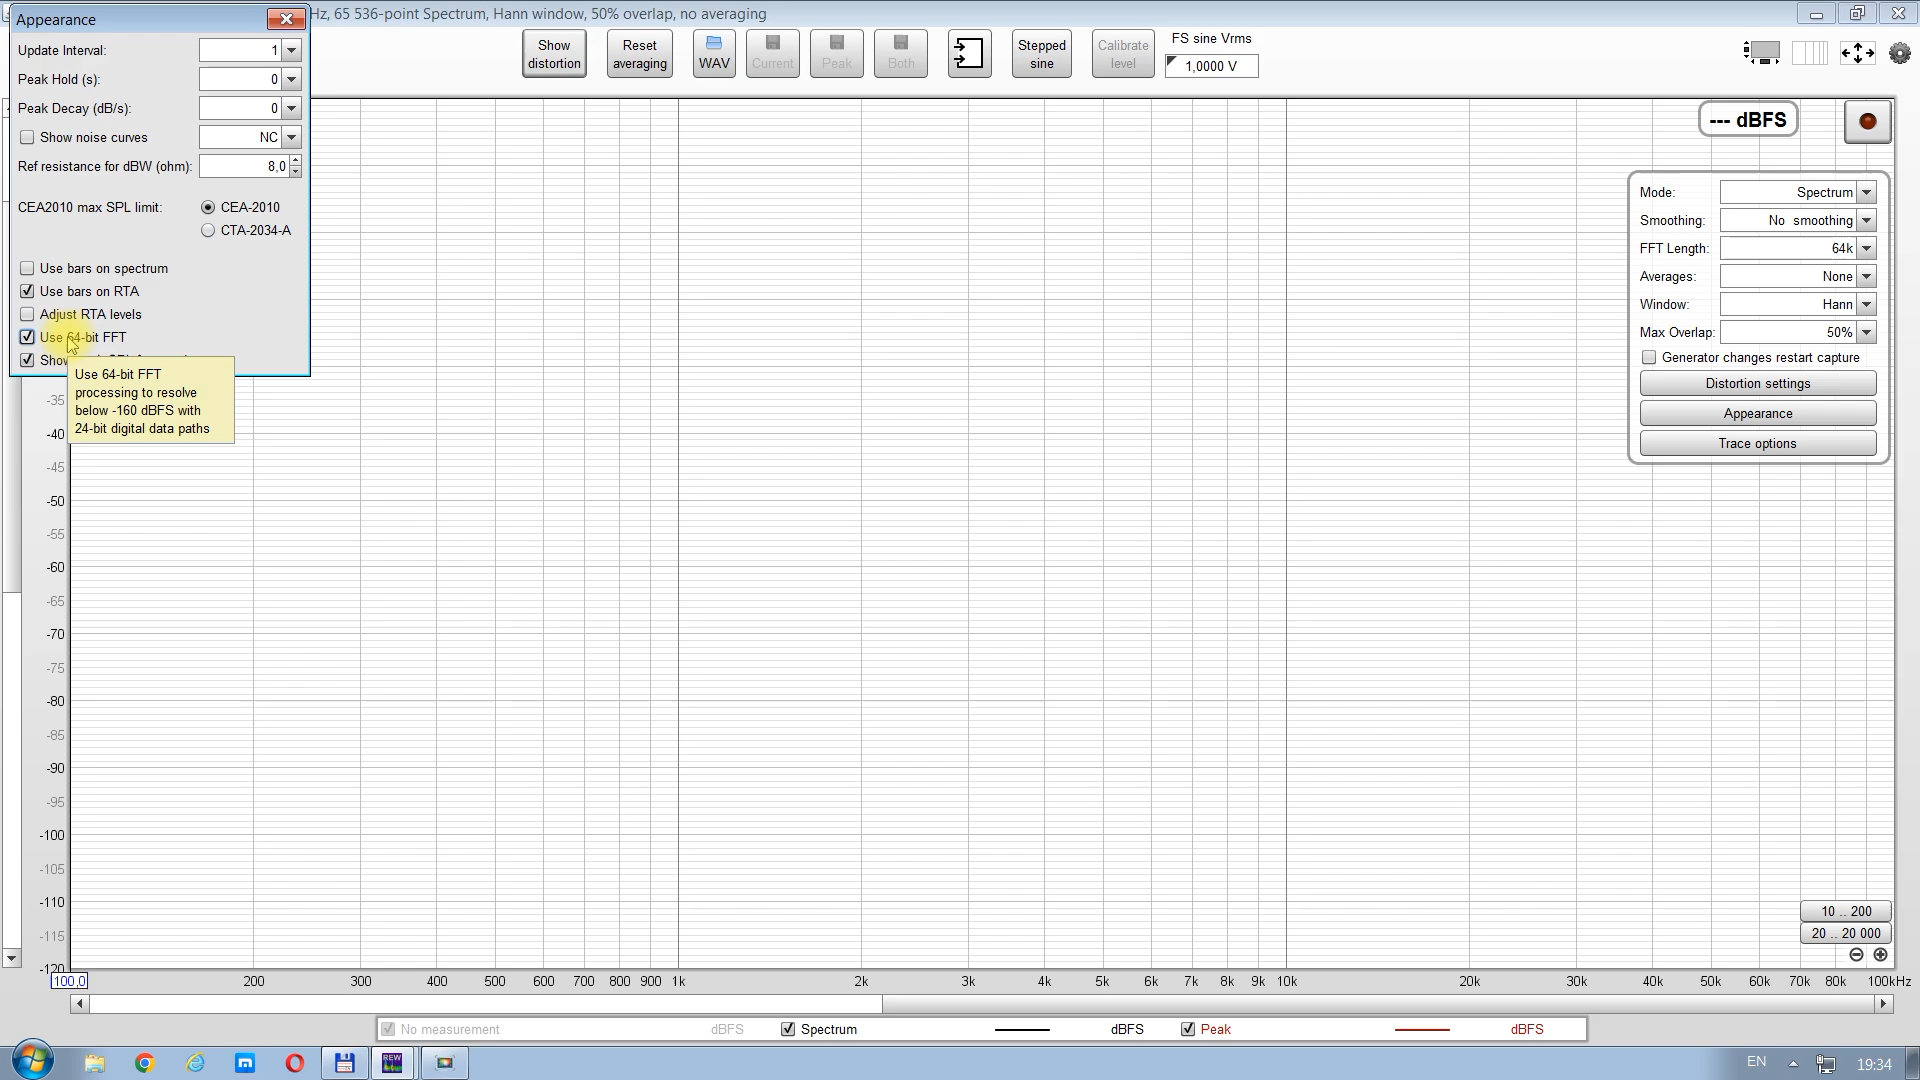 Appearance
Hz, 65 536-point Spectrum, Hann window, 50% overlap, no averaging
Update Interval:
1
Peak Hold (s):
0
Peak Decay (dB/s):
0
Show noise curves
NC
Ref resistance for dBW (ohm):
8,0
CEA2010 max SPL limit:
CEA-2010
CTA-2034-A
Use bars on spectrum
Use bars on RTA
Adjust RTA levels
Use 64-bit FFT
Use 64-bit FFT
processing to resolve
below -160 dBFS with
24-bit digital data paths
Show
distortion
Reset
averaging
WAV
Current
Peak
Both
Stepped
sine
Calibrate
level
FS sine Vrms
1,0000 V
--- dBFS
Mode:
Spectrum
Smoothing:
No smoothing
FFT Length:
64k
Averages:
None
Window:
Hann
Max Overlap:
50%
Generator changes restart capture
Distortion settings
Appearance
Trace options
-35
-40
-45
-50
-55
-60
-65
-70
-75
-80
-85
-90
-95
-100
-105
-110
-115
-120
10 .. 200
20 .. 20 000
100,0
200
300
400
500
600
700
800
900
1k
2k
3k
4k
5k
6k
7k
8k
9k
10k
20k
30k
40k
50k
60k
70k
80k
100kHz
No measurement
dBFS
Spectrum
dBFS
Peak
dBFS
REW
EN
19:34